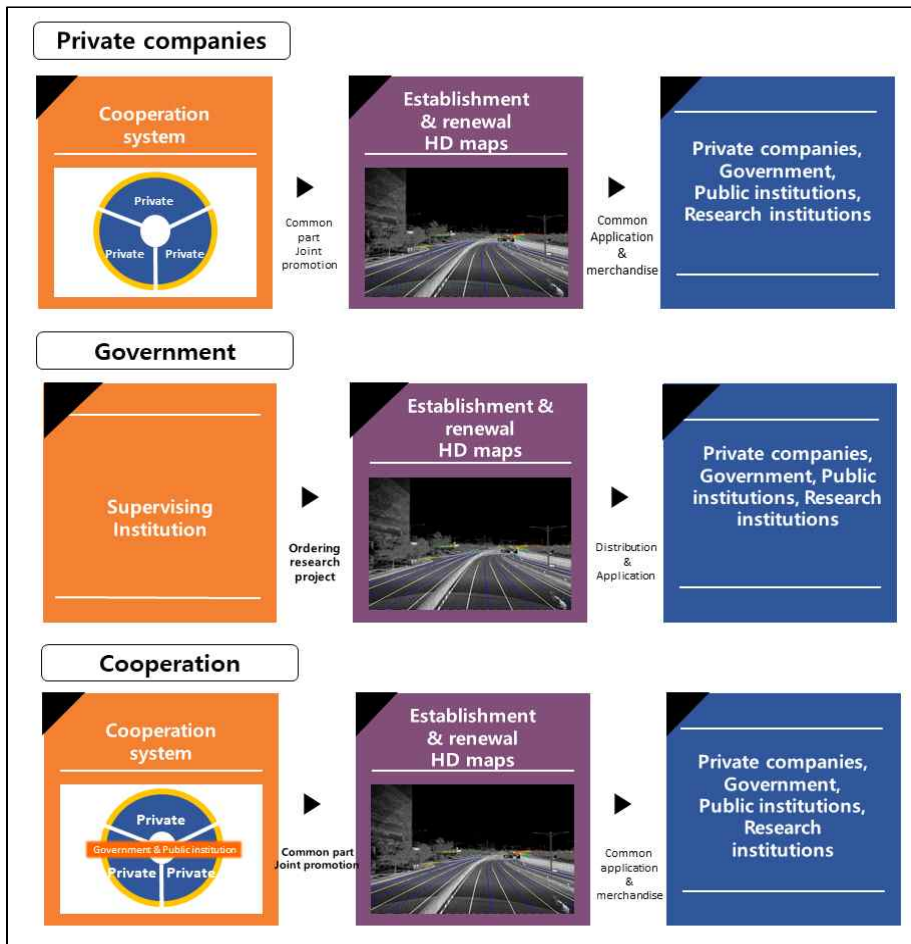 Private companies
Cooperation
system
Private
Private
Private
Common
part
Joint
promotion
Establishment
& renewal
HD maps
Common
Application
&
merchandise
Private companies,
Government,
Public institutions,
Research institutions
Government
Supervising
Institution
Ordering
research
project
Establishment &
renewal
HD maps
Distribution
&
Application
Private companies,
Government, Public
institutions, Research
institutions
Cooperation
Cooperation
system
Private
Government & Public institution
Private
Private
Common part
Joint promotion
Establishment
& renewal
HD maps
Common
application
&
merchandise
Private companies,
Government,
Public institutions,
Research
institutions